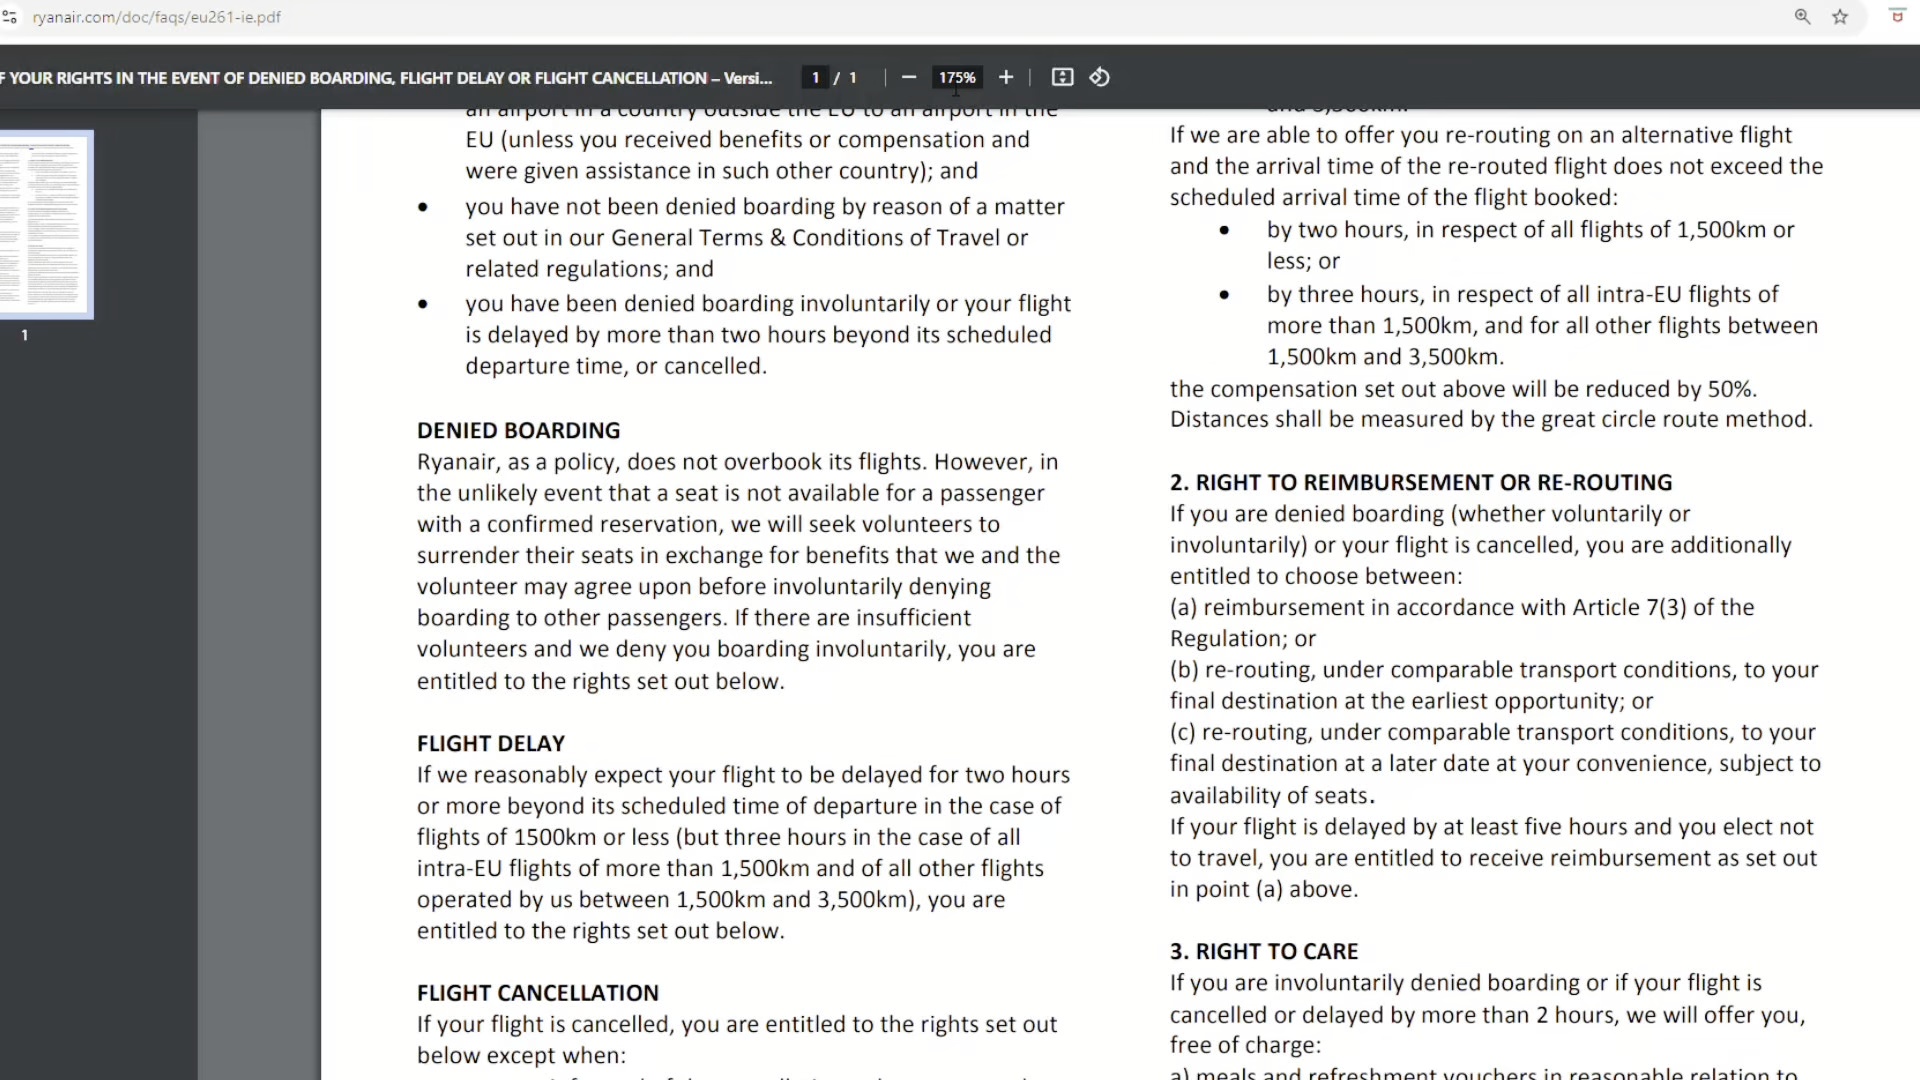 ryanair.com/doc/faqs/eu261-ie.pdf
F YOUR RIGHTS IN THE EVENT OF DENIED BOARDING, FLIGHT DELAY OR FLIGHT CANCELLATION – Versi...
1 / 1
175%
1
an airport in a country outside the EU to an airport in the
EU (unless you received benefits or compensation and
were given assistance in such other country); and
• you have not been denied boarding by reason of a matter
set out in our General Terms & Conditions of Travel or
related regulations; and
• you have been denied boarding involuntarily or your flight
is delayed by more than two hours beyond its scheduled
departure time, or cancelled.
DENIED BOARDING
Ryanair, as a policy, does not overbook its flights. However, in
the unlikely event that a seat is not available for a passenger
with a confirmed reservation, we will seek volunteers to
surrender their seats in exchange for benefits that we and the
volunteer may agree upon before involuntarily denying
boarding to other passengers. If there are insufficient
volunteers and we deny you boarding involuntarily, you are
entitled to the rights set out below.
FLIGHT DELAY
If we reasonably expect your flight to be delayed for two hours
or more beyond its scheduled time of departure in the case of
flights of 1500km or less (but three hours in the case of all
intra-EU flights of more than 1,500km and of all other flights
operated by us between 1,500km and 3,500km), you are
entitled to the rights set out below.
FLIGHT CANCELLATION
If your flight is cancelled, you are entitled to the rights set out
below except when:
and 3,500km.
If we are able to offer you re-routing on an alternative flight
and the arrival time of the re-routed flight does not exceed the
scheduled arrival time of the flight booked:
• by two hours, in respect of all flights of 1,500km or
less; or
• by three hours, in respect of all intra-EU flights of
more than 1,500km, and for all other flights between
1,500km and 3,500km.
the compensation set out above will be reduced by 50%.
Distances shall be measured by the great circle route method.
2. RIGHT TO REIMBURSEMENT OR RE-ROUTING
If you are denied boarding (whether voluntarily or
involuntarily) or your flight is cancelled, you are additionally
entitled to choose between:
(a) reimbursement in accordance with Article 7(3) of the
Regulation; or
(b) re-routing, under comparable transport conditions, to your
final destination at the earliest opportunity; or
(c) re-routing, under comparable transport conditions, to your
final destination at a later date at your convenience, subject to
availability of seats.
If your flight is delayed by at least five hours and you elect not
to travel, you are entitled to receive reimbursement as set out
in point (a) above.
3. RIGHT TO CARE
If you are involuntarily denied boarding or if your flight is
cancelled or delayed by more than 2 hours, we will offer you,
free of charge:
a) meals and refreshment vouchers in reasonable relation to